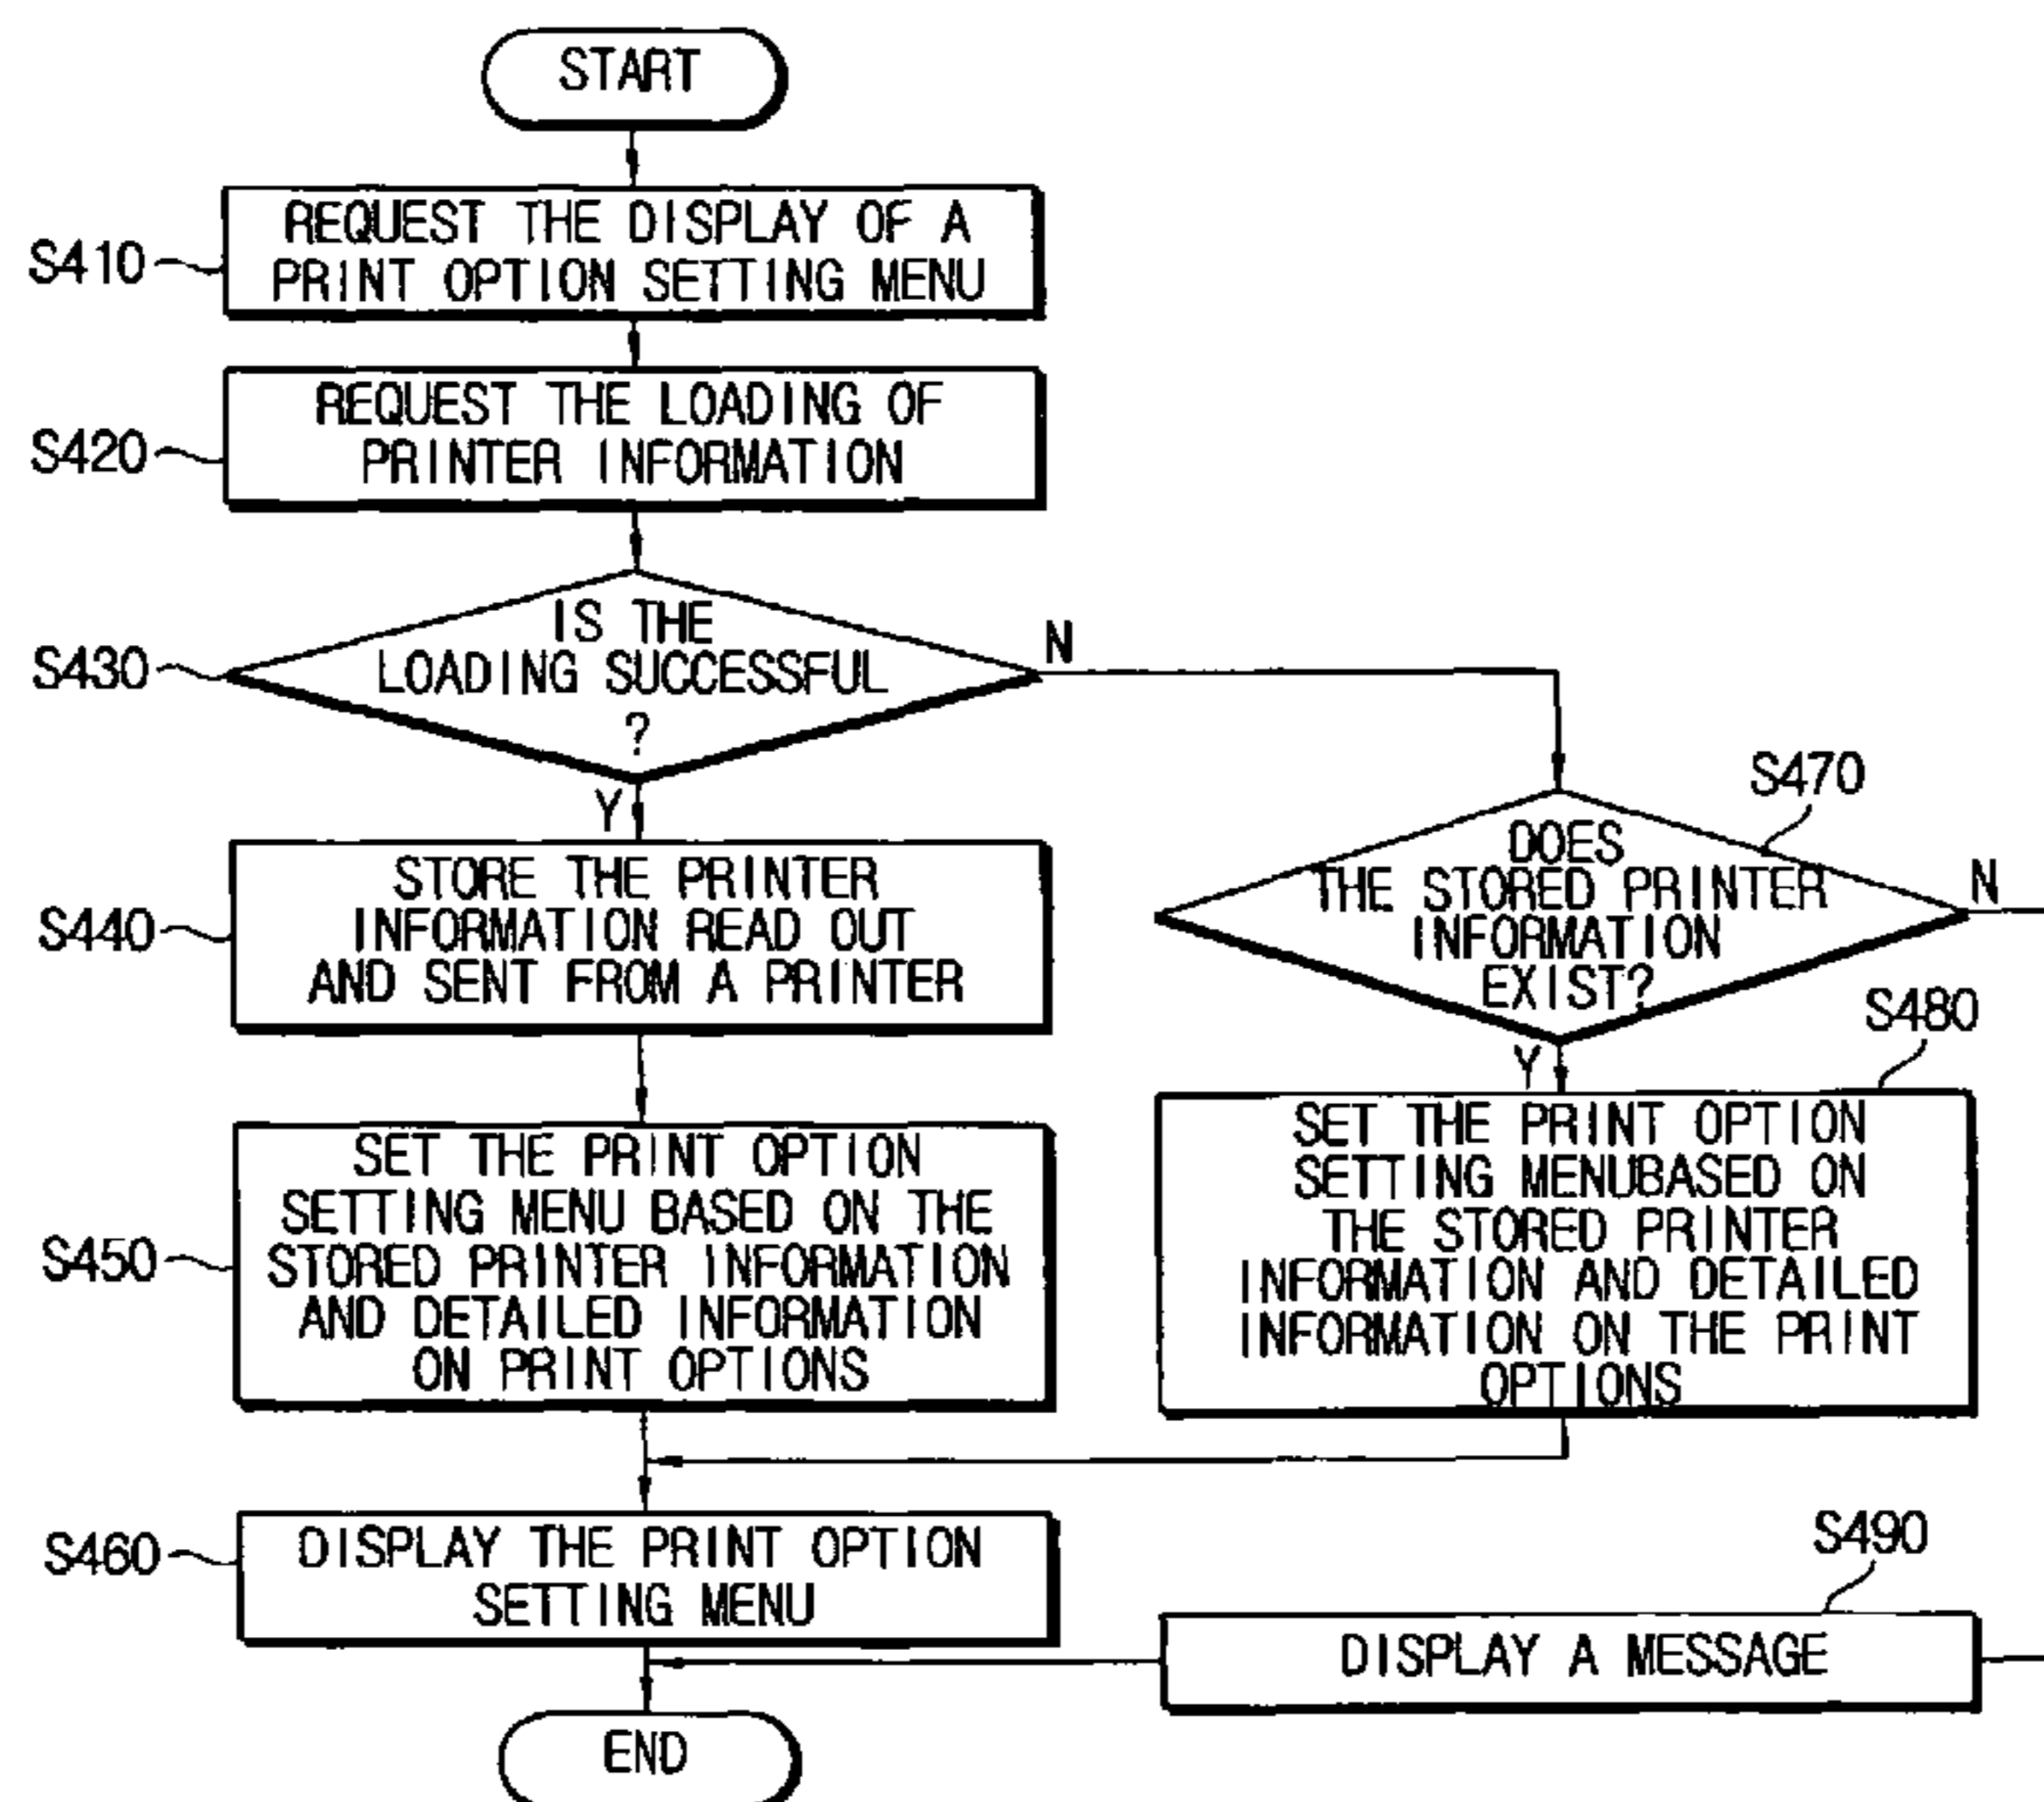 START
S410
REQUEST THE DISPLAY OF A
PRINT OPTION SETTING MENU
S420
REQUEST THE LOADING OF
PRINTER INFORMATION
S430
IS THE
LOADING SUCCESSFUL
?
N
Y
S440
STORE THE PRINTER
INFORMATION READ OUT
AND SENT FROM A PRINTER
S470
DOES
THE STORED PRINTER
INFORMATION
EXIST?
N
Y
S450
SET THE PRINT OPTION
SETTING MENU BASED ON THE
STORED PRINTER INFORMATION
AND DETAILED INFORMATION
ON PRINT OPTIONS
S480
SET THE PRINT OPTION
SETTING MENUBASED ON
THE STORED PRINTER
INFORMATION AND DETAILED
INFORMATION ON THE PRINT
OPTIONS
S460
DISPLAY THE PRINT OPTION
SETTING MENU
S490
DISPLAY A MESSAGE
END